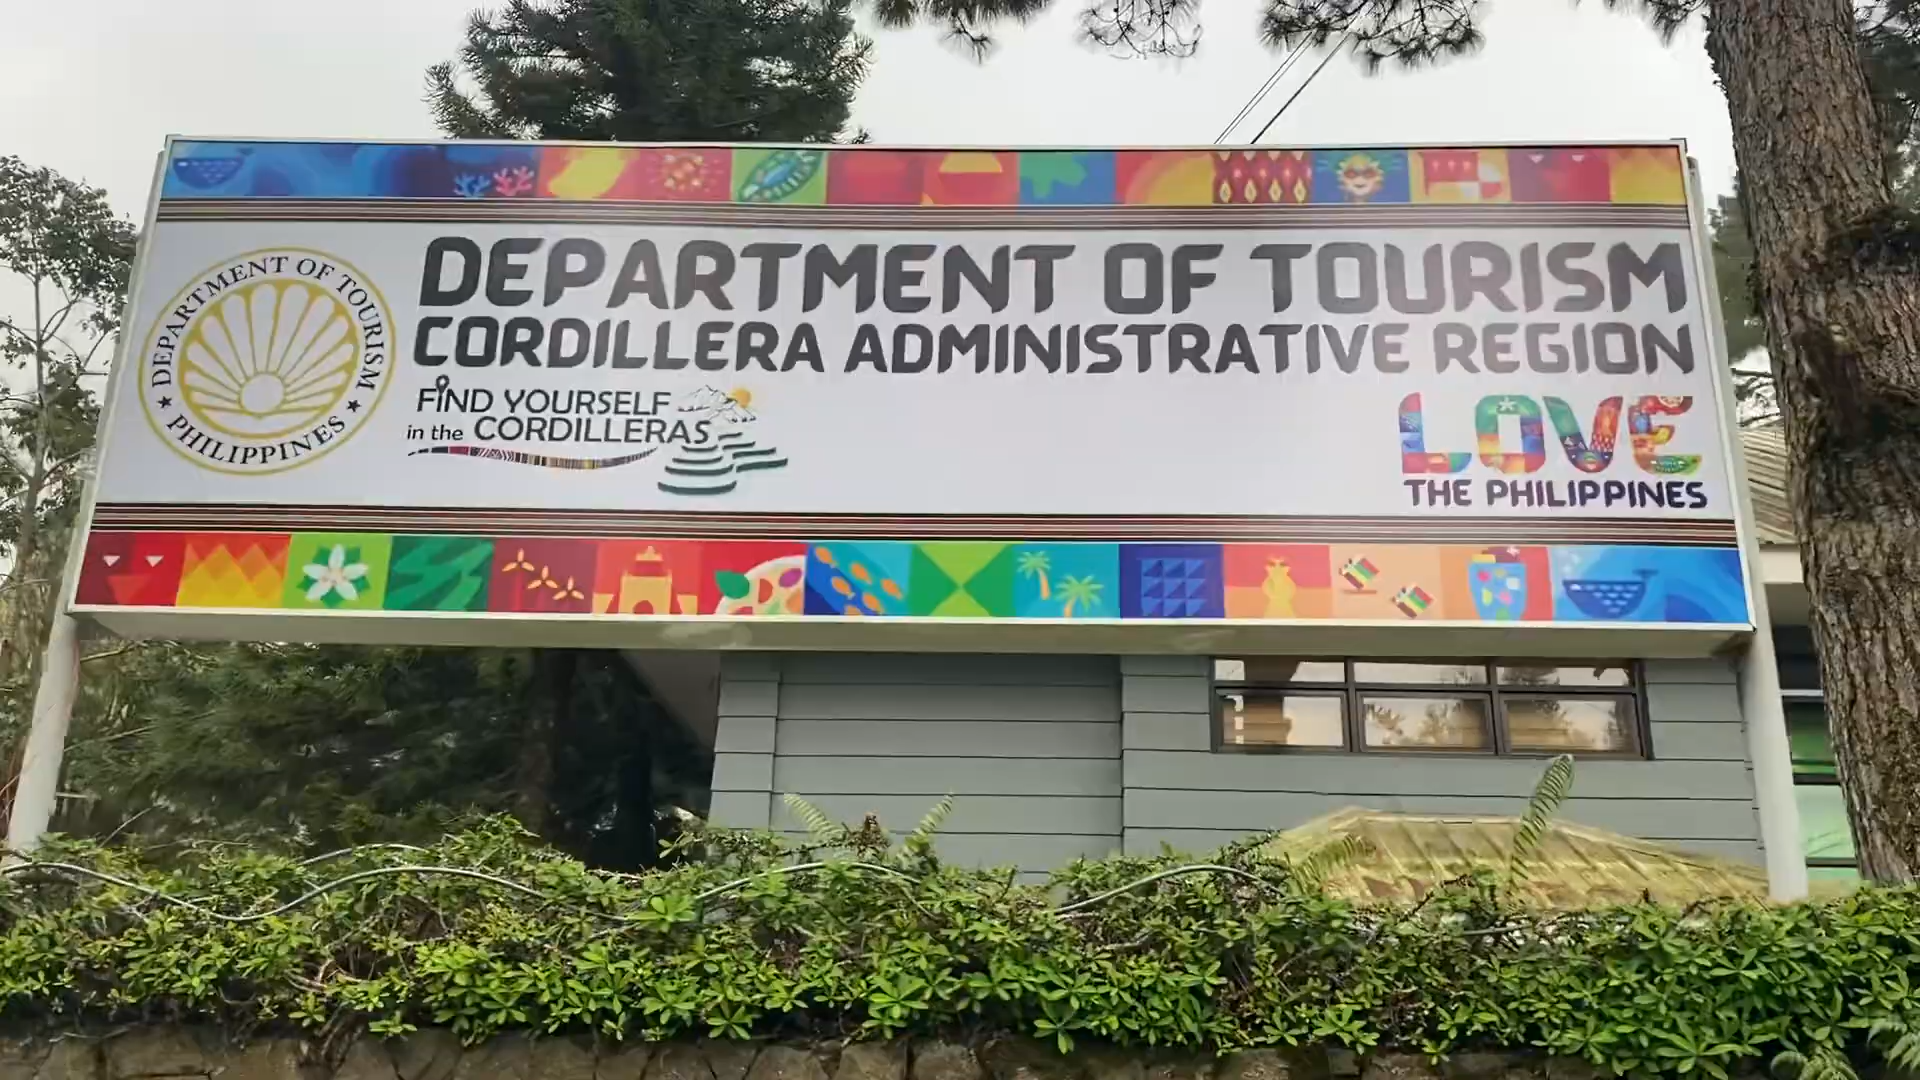 DEPARTMENT OF TOURISM
PHILIPPINES
DEPARTMENT OF TOURISM
CORDILLERA ADMINISTRATIVE REGION
FIND YOURSELF
in the CORDILLERAS
LOVE
THE PHILIPPINES